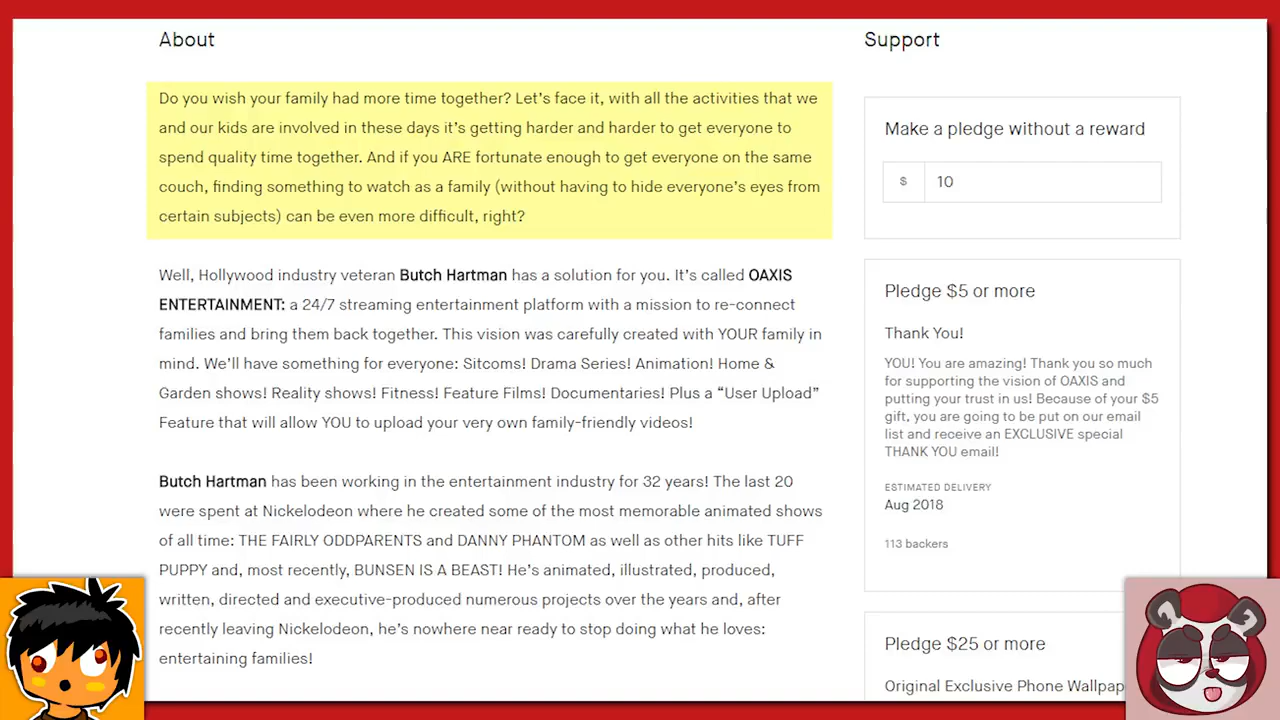 About
Do you wish your family had more time together? Let's face it, with all the activities that we
and our kids are involved in these days it's getting harder and harder to get everyone to
spend quality time together. And if you ARE fortunate enough to get everyone on the same
couch, finding something to watch as a family (without having to hide everyone's eyes from
certain subjects) can be even more difficult, right?
Well, Hollywood industry veteran Butch Hartman has a solution for you. It's called OAXIS
ENTERTAINMENT: a 24/7 streaming entertainment platform with a mission to re-connect
families and bring them back together. This vision was carefully created with YOUR family in
mind. We'll have something for everyone: Sitcoms! Drama Series! Animation! Home &
Garden shows! Reality shows! Fitness! Feature Films! Documentaries! Plus a “User Upload”
Feature that will allow YOU to upload your very own family-friendly videos!
Butch Hartman has been working in the entertainment industry for 32 years! The last 20
were spent at Nickelodeon where he created some of the most memorable animated shows
of all time: THE FAIRLY ODDPARENTS and DANNY PHANTOM as well as other hits like TUFF
PUPPY and, most recently, BUNSEN IS A BEAST! He's animated, illustrated, produced,
written, directed and executive-produced numerous projects over the years and, after
recently leaving Nickelodeon, he's nowhere near ready to stop doing what he loves:
entertaining families!
Support
Make a pledge without a reward
$ 10
Pledge $5 or more
Thank You!
YOU! You are amazing! Thank you so much
for supporting the vision of OAXIS and
putting your trust in us! Because of your $5
gift, you are going to be put on our email
list and receive an EXCLUSIVE special
THANK YOU email!
ESTIMATED DELIVERY
Aug 2018
113 backers
Pledge $25 or more
Original Exclusive Phone Wallpap